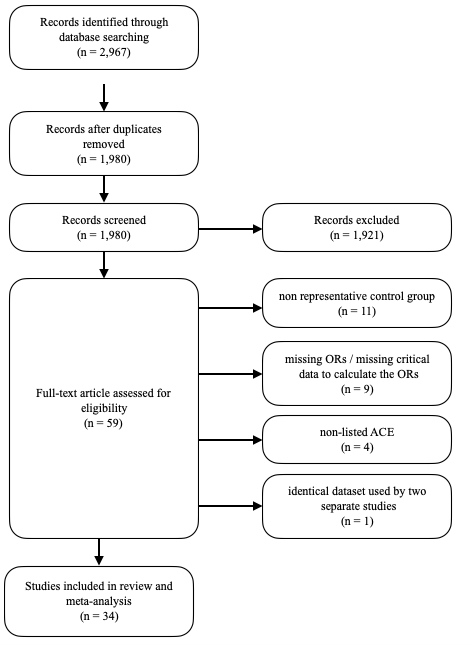 Records identified through
database searching
(n = 2,967)
Records after duplicates
removed
(n = 1,980)
Records screened
(n = 1,980)
Records excluded
(n = 1,921)
Full-text article assessed for
eligibility
(n = 59)
non representative control group
(n = 11)
missing ORs / missing critical
data to calculate the ORs
(n = 9)
non-listed ACE
(n = 4)
identical dataset used by two
separate studies
(n = 1)
Studies included in review and
meta-analysis
(n = 34)